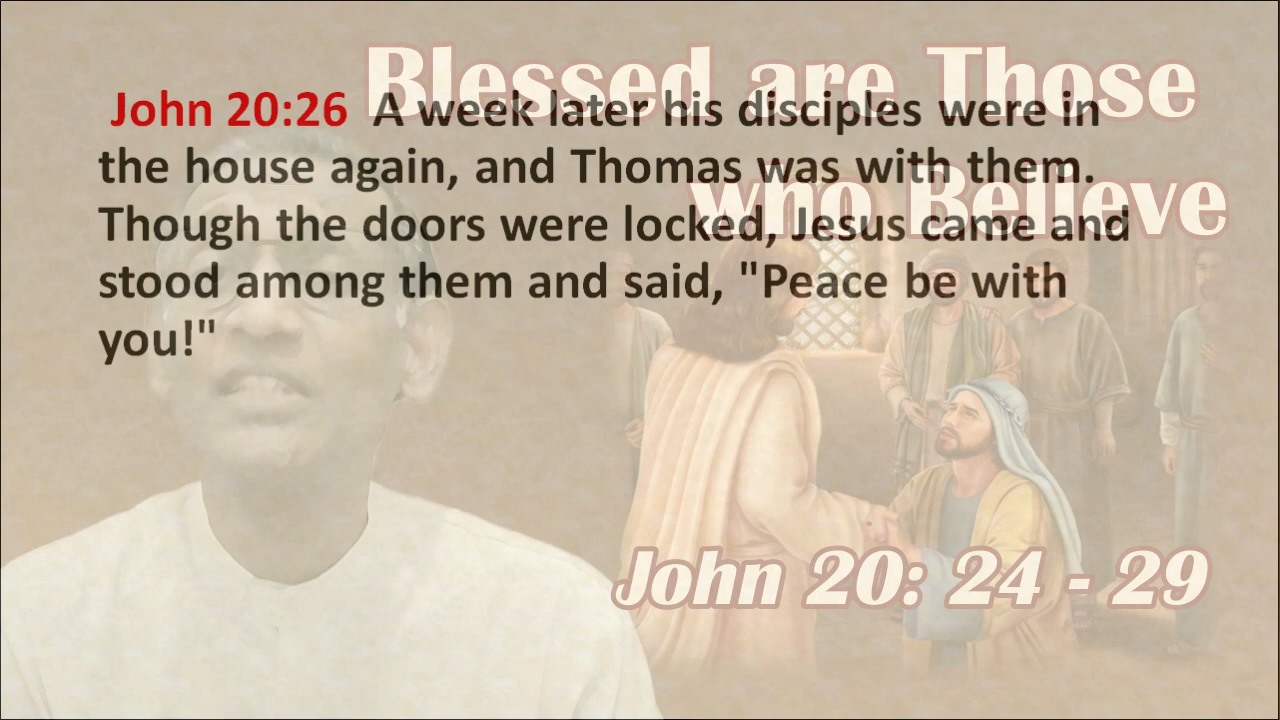 Blessed are Those
who Believe
John 20:26 A week later his disciples were in
the house again, and Thomas was with them.
Though the doors were locked, Jesus came and
stood among them and said, "Peace be with
you!"
John 20: 24 - 29